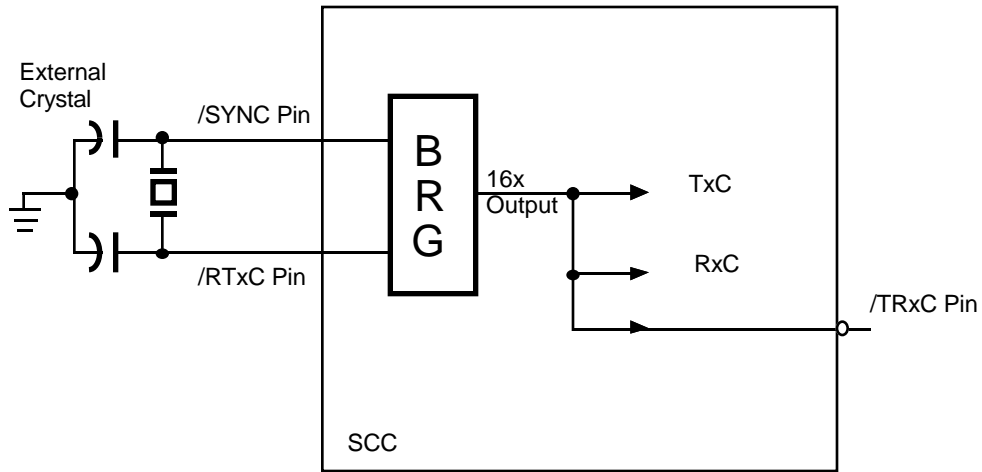 External
Crystal
/SYNC Pin
B
R
G
16x
Output
TxC
RxC
/RTxC Pin
/TRxC Pin
SCC